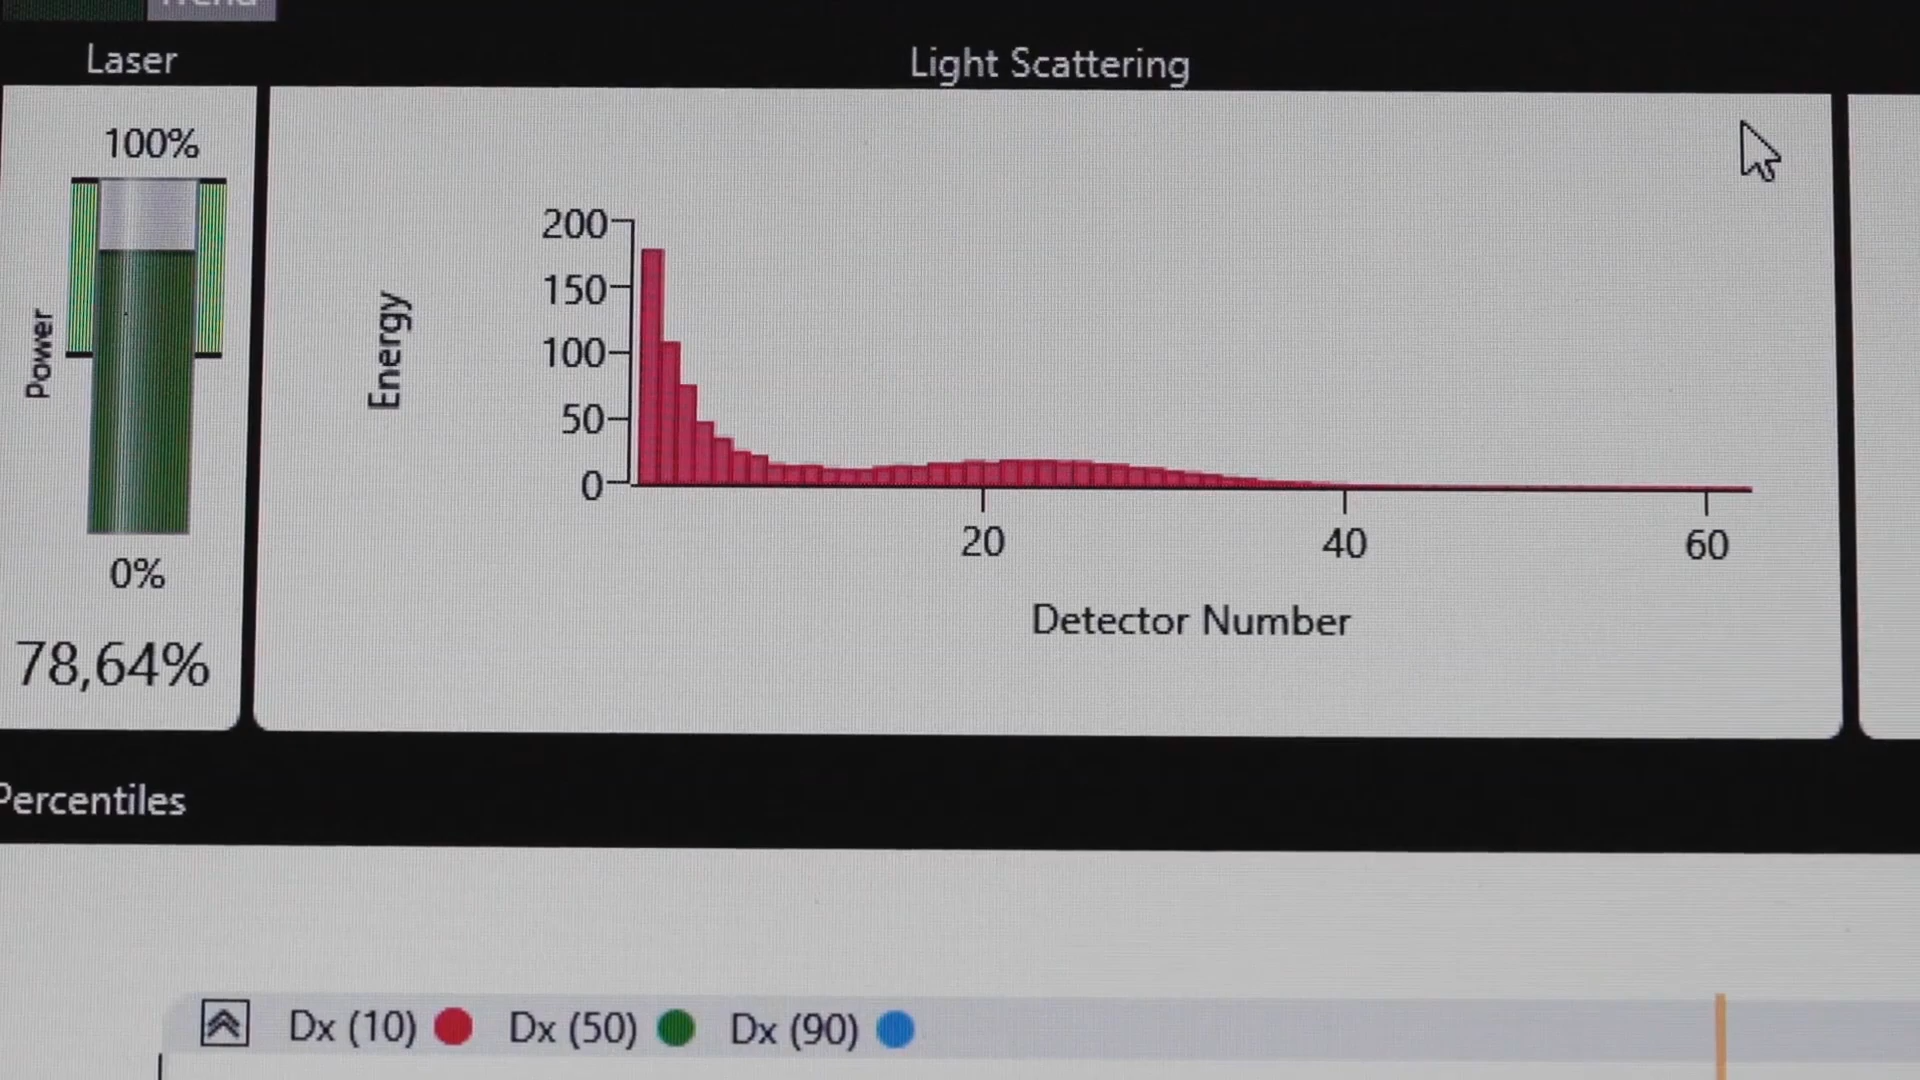 Trend
Laser
Light Scattering
100%
Power
0%
78,64%
Energy
200
150
100
50
0
20
40
60
Detector Number
Percentiles
Dx (10)
Dx (50)
Dx (90)